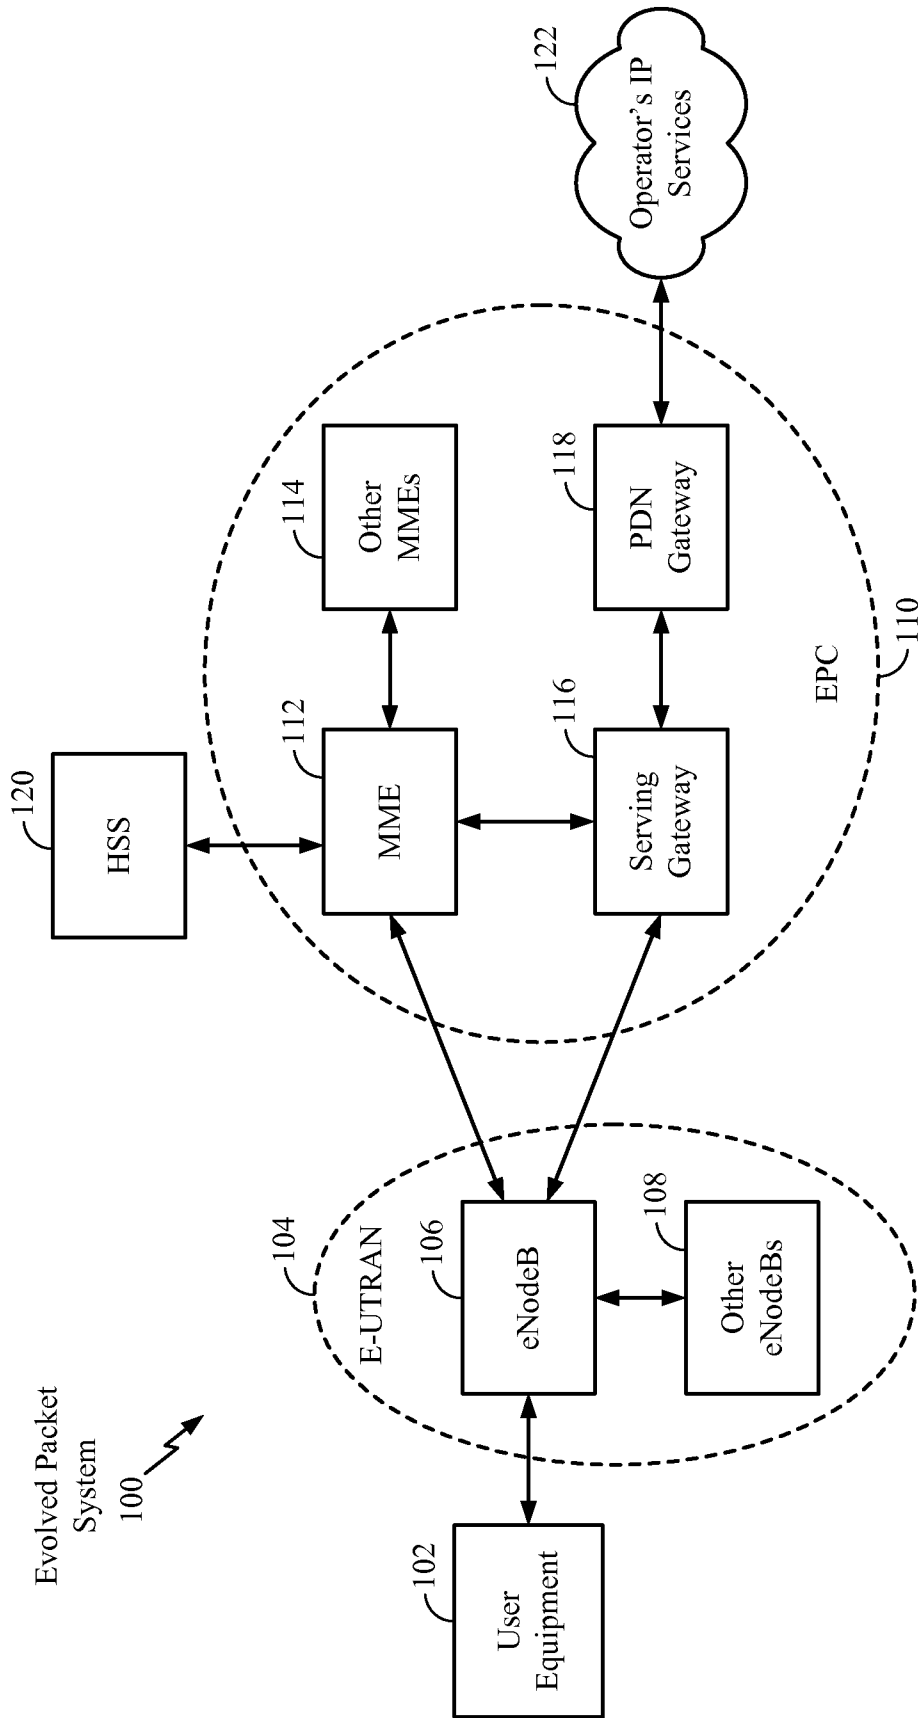 Evolved Packet
System
100
120
HSS
104
E-UTRAN
112
MME
114
Other
MMEs
102
User
Equipment
106
eNodeB
108
Other
eNodeBs
116
Serving
Gateway
118
PDN
Gateway
122
Operator's IP
Services
EPC
110